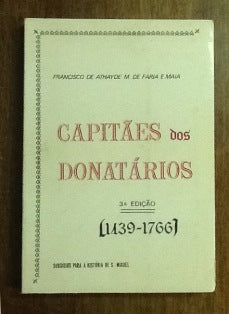 FRANCISCO DE ATHAYDE M. DE FARIA E MAIA
CAPITÃES dos
DONATÁRIOS
3ª EDIÇÃO
[1439-1766]
SUBSÍDIOS PARA A HISTÓRIA DE S. MIGUEL